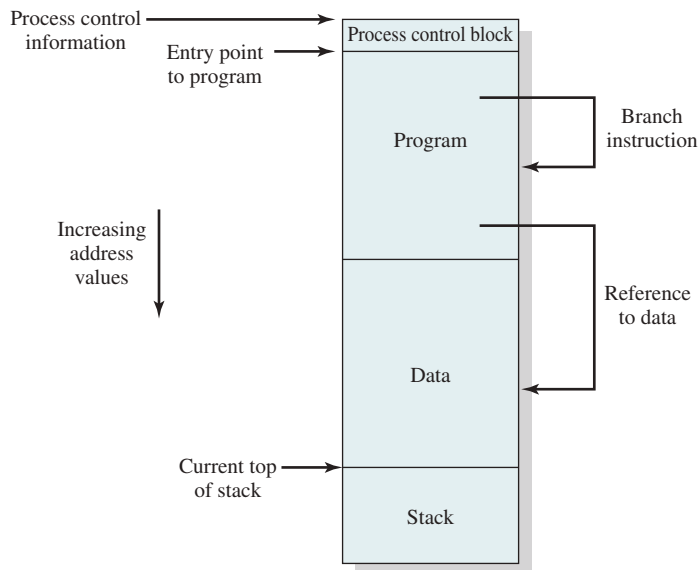 Process control
information
Process control block
Entry point
to program
Branch
instruction
Program
Increasing
address
values
Reference
to data
Data
Current top
of stack
Stack